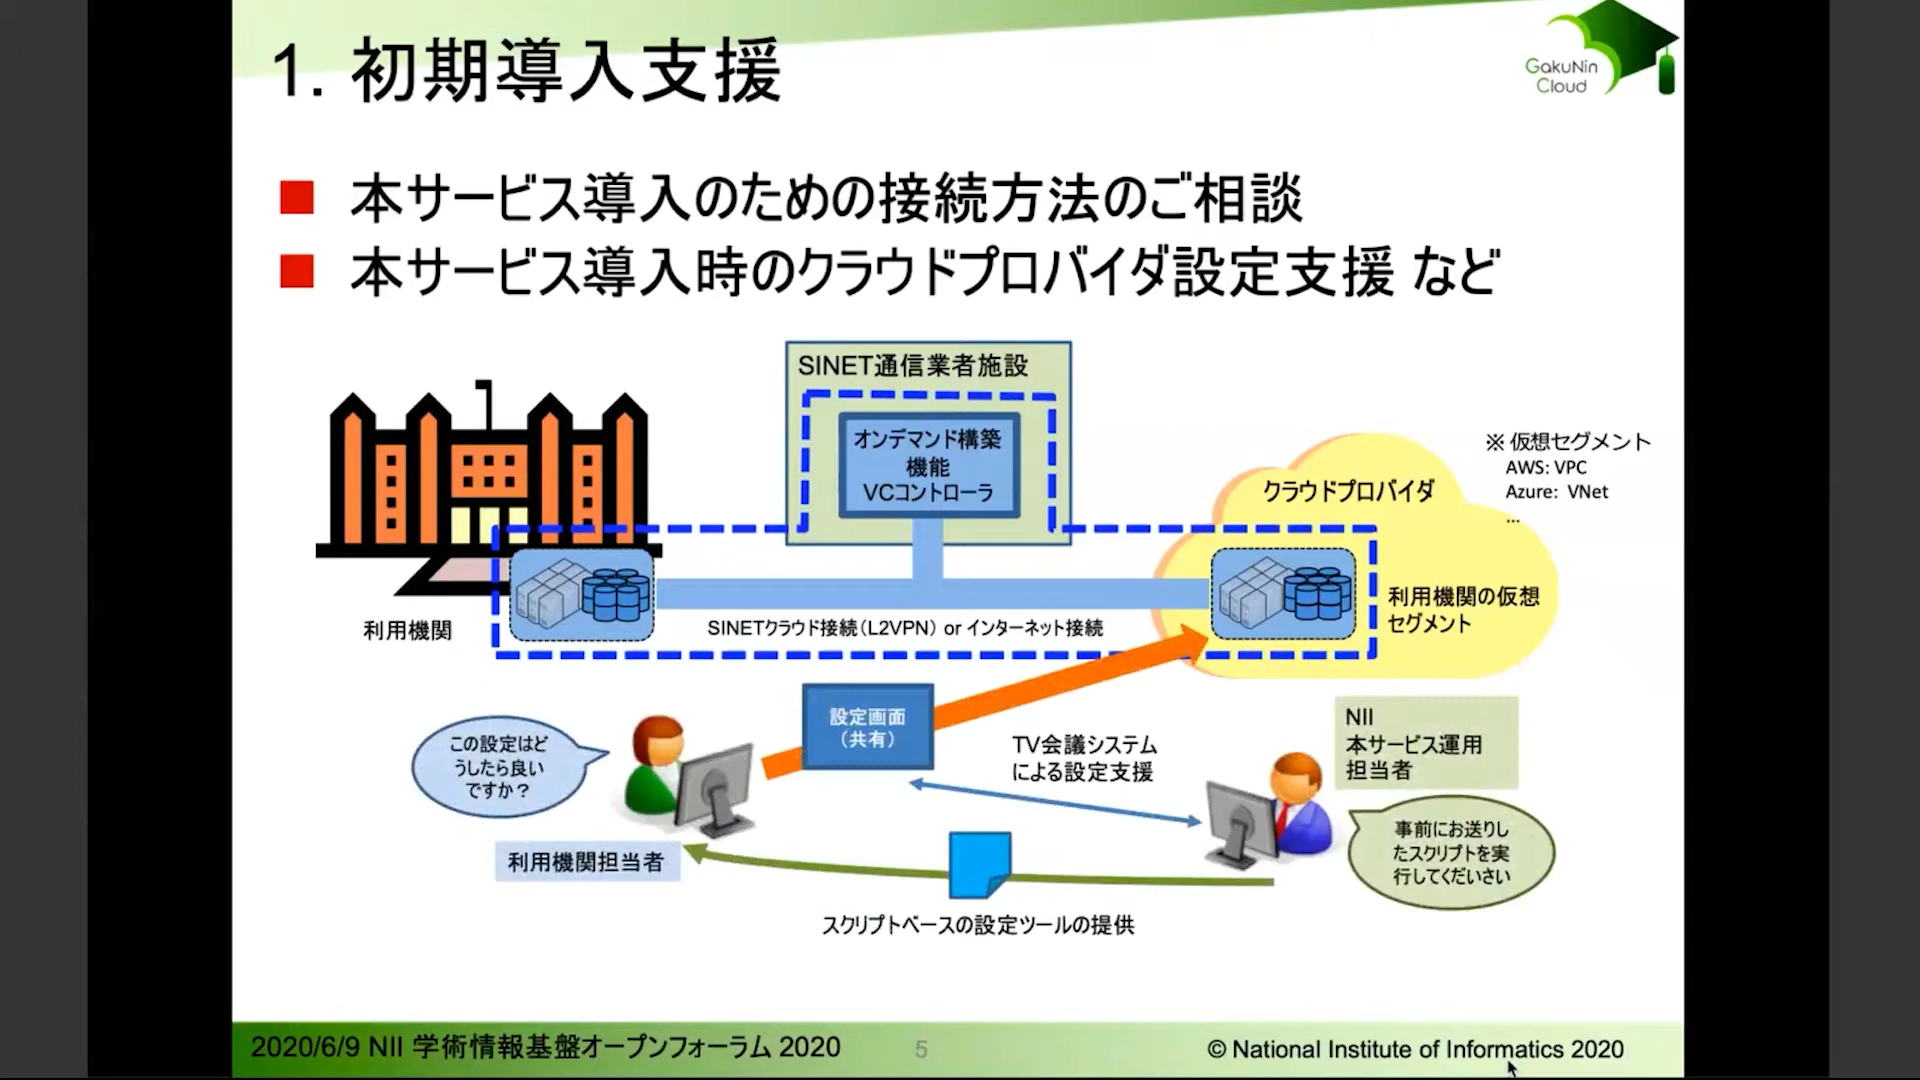 1. 初期導入支援
GakuNin
Cloud
本サービス導入のための接続方法のご相談
本サービス導入時のクラウドプロバイダ設定支援 など
SINET通信業者施設
オンデマンド構築
機能
VCコントローラ
クラウドプロバイダ
※ 仮想セグメント
AWS: VPC
Azure: VNet
...
利用機関
SINETクラウド接続（L2VPN）or インターネット接続
利用機関の仮想
セグメント
この設定はど
うしたら良い
ですか？
設定画面
（共有）
TV会議システム
による設定支援
NII
本サービス運用
担当者
利用機関担当者
事前にお送りし
たスクリプトを実
行してくだいさい
スクリプトベースの設定ツールの提供
2020/6/9 NII 学術情報基盤オープンフォーラム 2020
5
© National Institute of Informatics 2020